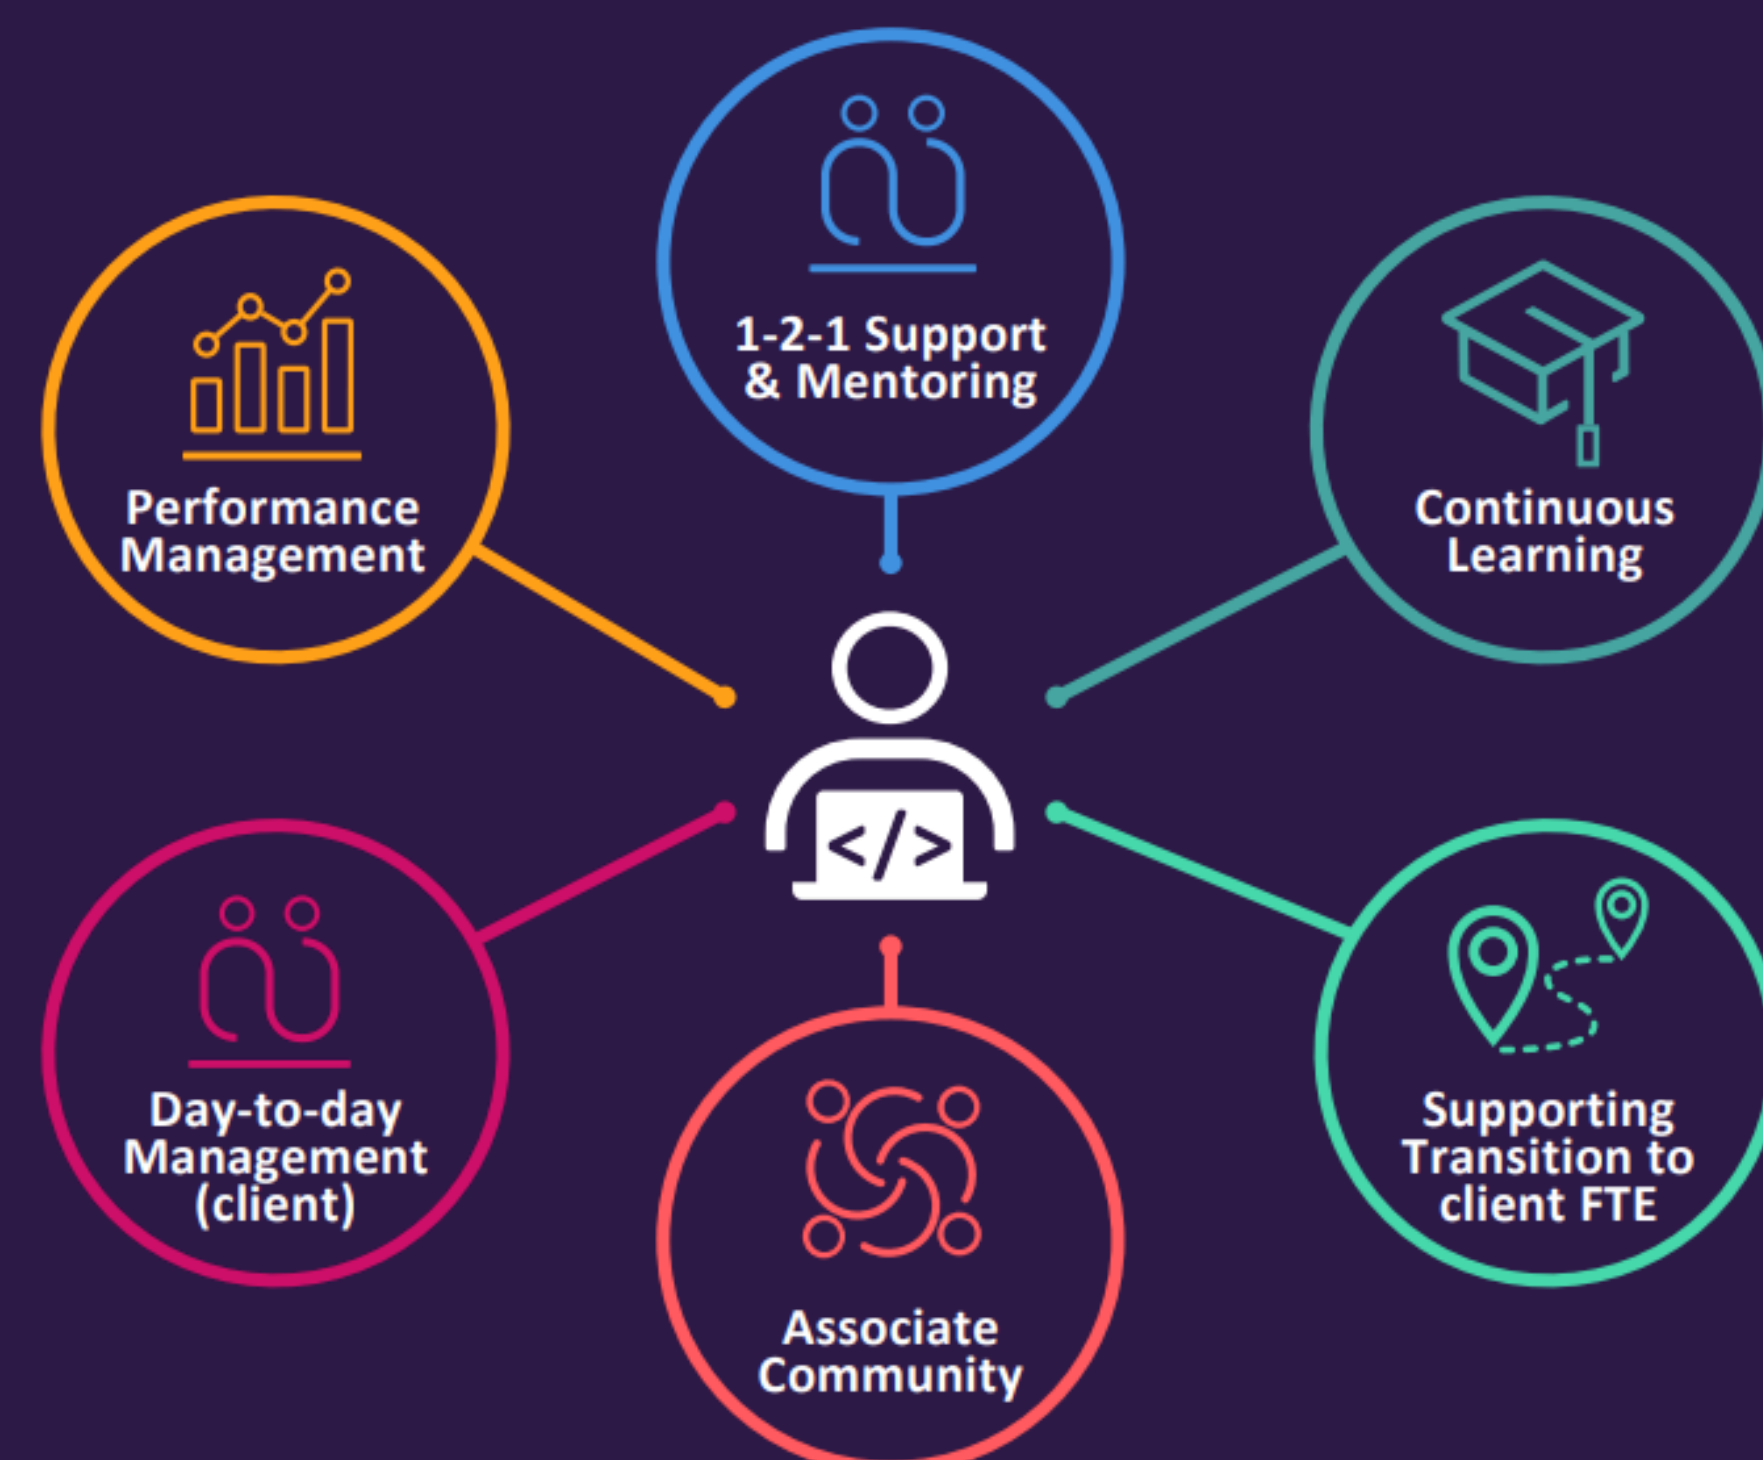 1-2-1 Support
& Mentoring
Performance
Management
Continuous
Learning
</>
Day-to-day
Management
(client)
Supporting
Transition to
client FTE
Associate
Community